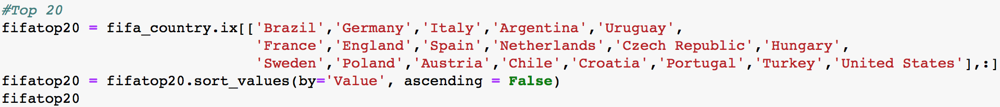 #Top 20
fifatop20 = fifa_country.ix[['Brazil','Germany','Italy','Argentina','Uruguay',
'France','England','Spain','Netherlands','Czech Republic','Hungary',
'Sweden','Poland','Austria','Chile','Croatia','Portugal','Turkey','United States'],:]
fifatop20 = fifatop20.sort_values(by='Value', ascending = False)
fifatop20